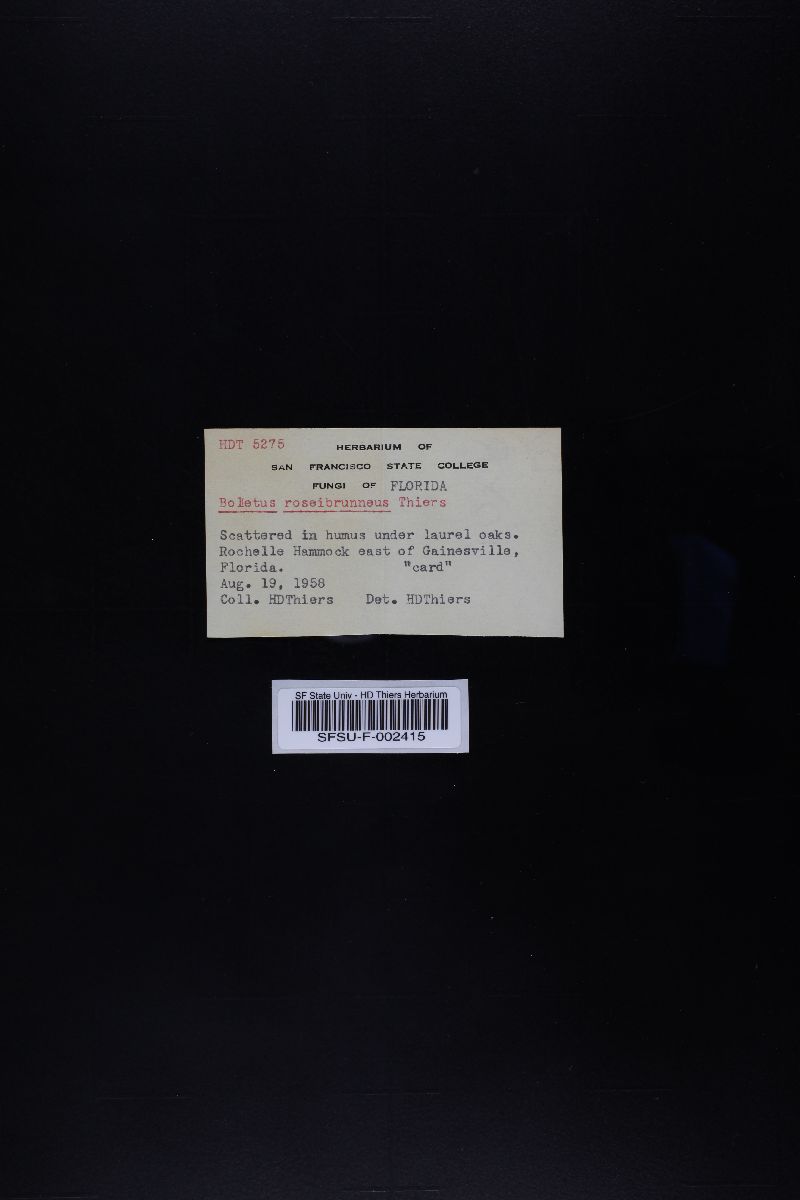 HDT 5275
HERBARIUM OF
SAN FRANCISCO STATE COLLEGE
FUNGI OF FLORIDA
Boletus roseibrunneus Thiers
Scattered in humus under laurel oaks.
Rochelle Hammock east of Gainesville,
Florida. "card"
Aug. 19, 1958
Coll. HDThiers Det. HDThiers
SF State Univ - HD Thiers Herbarium
SFSU-F-002415